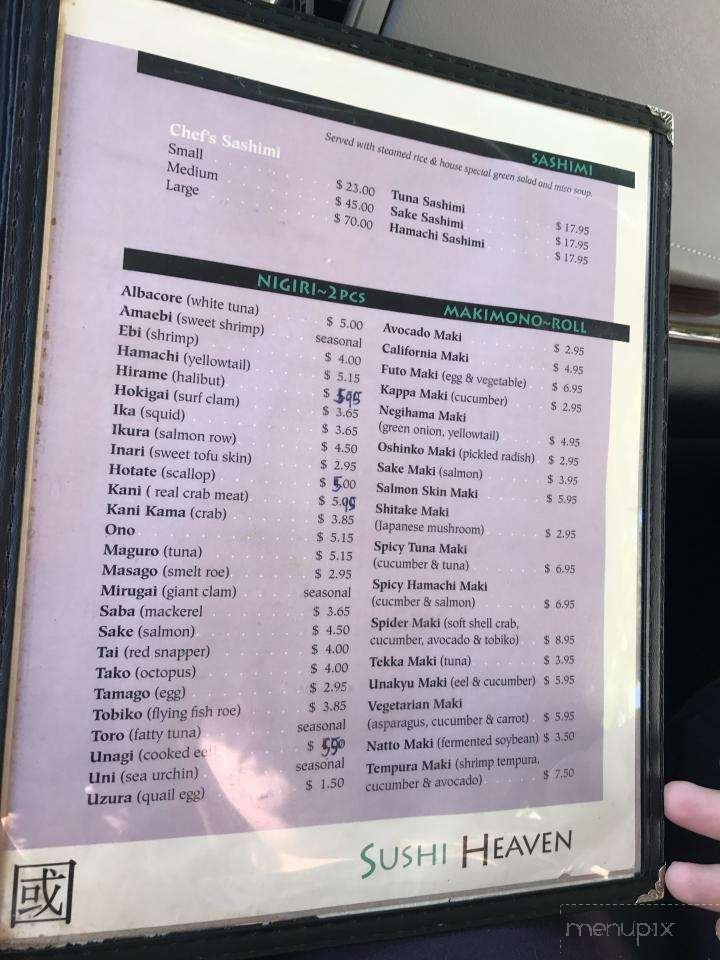 SASHIMI
Served with steamed rice & house special green salad and miso soup.
Chef's Sashimi
Small $ 23.00
Medium $ 45.00
Large $ 70.00
Tuna Sashimi $ 17.95
Sake Sashimi $ 17.95
Hamachi Sashimi $ 17.95
NIGIRI~2PCS
Albacore (white tuna) $ 5.00
Amaebi (sweet shrimp) seasonal
Ebi (shrimp) $ 4.00
Hamachi (yellowtail) $ 5.15
Hirame (halibut) $ 595
Hokigai (surf clam) $ 3.65
Ika (squid) $ 3.65
Ikura (salmon row) $ 4.50
Inari (sweet tofu skin) $ 2.95
Hotate (scallop) $ 5.00
Kani ( real crab meat) $ 5.95
Kani Kama (crab) $ 3.85
Ono $ 5.15
Maguro (tuna) $ 5.15
Masago (smelt roe) $ 2.95
Mirugai (giant clam) seasonal
Saba (mackerel $ 3.65
Sake (salmon) $ 4.50
Tai (red snapper) $ 4.00
Tako (octopus) $ 4.00
Tamago (egg) $ 2.95
Tobiko (flying fish roe) $ 3.85
Toro (fatty tuna) seasonal
Unagi (cooked eel $ 550
Uni (sea urchin) seasonal
Uzura (quail egg) $ 1.50
MAKIMONO~ROLL
Avocado Maki $ 2.95
California Maki $ 4.95
Futo Maki (egg & vegetable) $ 6.95
Kappa Maki (cucumber) $ 2.95
Negihama Maki
(green onion, yellowtail) $ 4.95
Oshinko Maki (pickled radish) $ 2.95
Sake Maki (salmon) $ 3.95
Salmon Skin Maki $ 5.95
Shitake Maki
(Japanese mushroom) $ 2.95
Spicy Tuna Maki
(cucumber & tuna) $ 6.95
Spicy Hamachi Maki
(cucmber & salmon) $ 6.95
Spider Maki (soft shell crab,
cucumber, avocado & tobiko) $ 8.95
Tekka Maki (tuna) $ 3.95
Unakyu Maki (eel & cucumber) $ 5.95
Vegetarian Maki
(asparagus, cucumber & carrot) $ 5.95
Natto Maki (fermented soybean) $ 3.50
Tempura Maki (shrimp tempura,
cucumber & avocado) $ 7.50
SUSHI HEAVEN
或
menupix